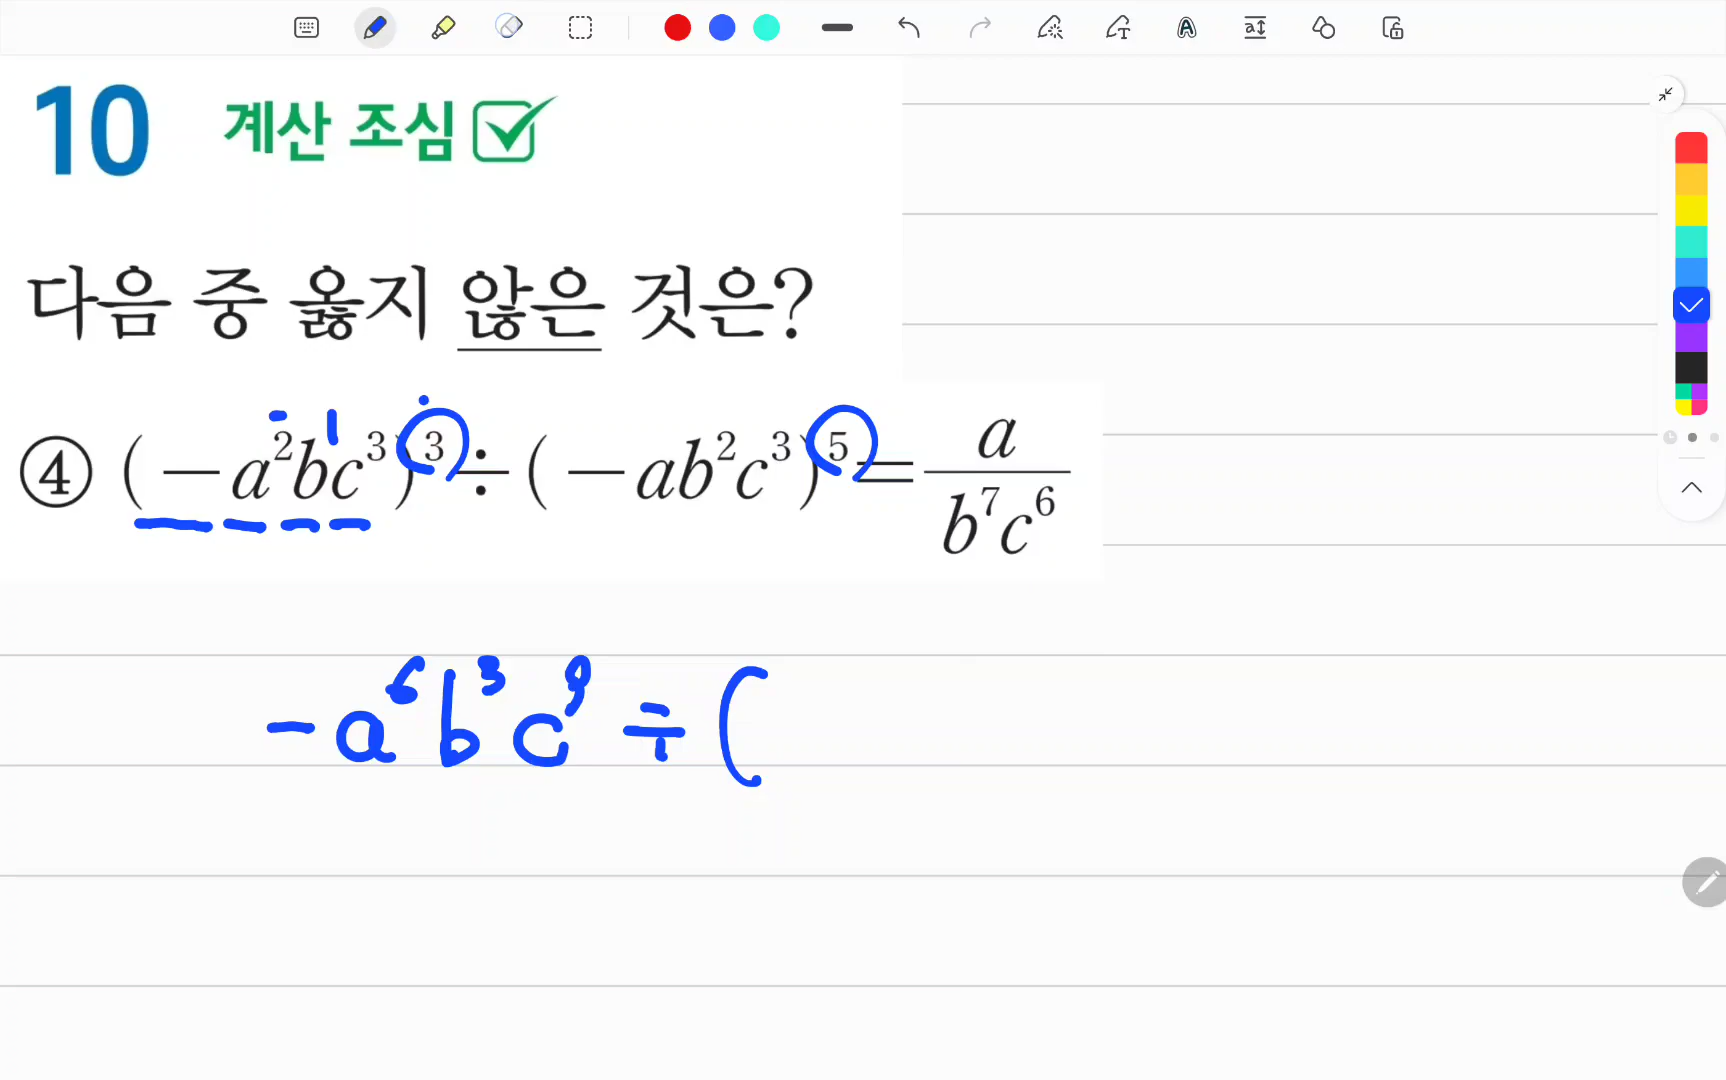 10 계산 조심
다음 중 옳지 않은 것은?
④ (−a²bc³)³ ÷ (−ab²c³)⁵ = a/(b⁷c⁶)
1
−a⁶b³c⁹ ÷ (